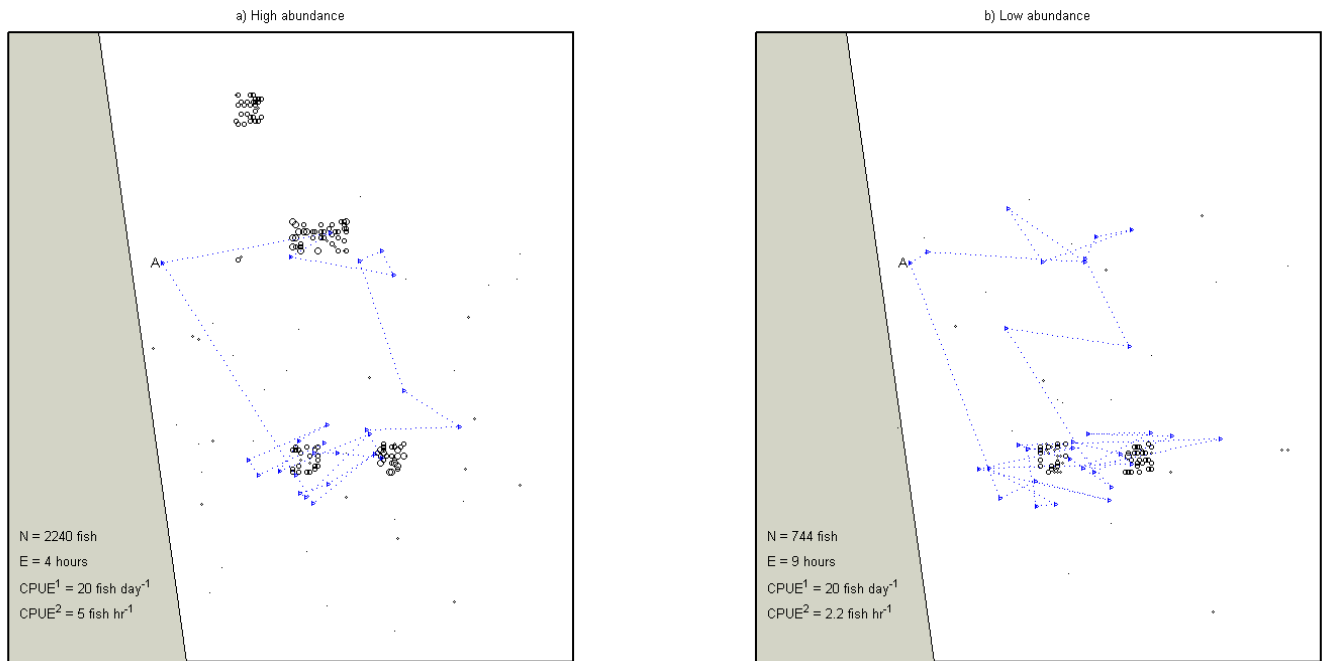 a) High abundance
A
N = 2240 fish
E = 4 hours
CPUE¹ = 20 fish day⁻¹
CPUE² = 5 fish hr⁻¹
b) Low abundance
A
N = 744 fish
E = 9 hours
CPUE¹ = 20 fish day⁻¹
CPUE² = 2.2 fish hr⁻¹